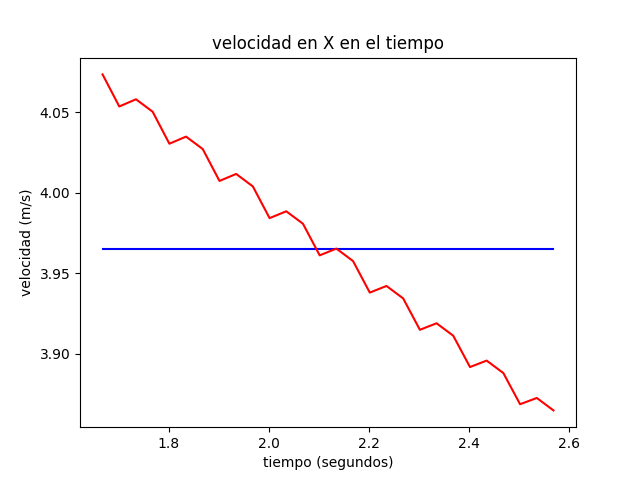 velocidad en X en el tiempo
4.05
4.00
3.95
3.90
velocidad (m/s)
1.8 2.0 2.2 2.4 2.6
tiempo (segundos)